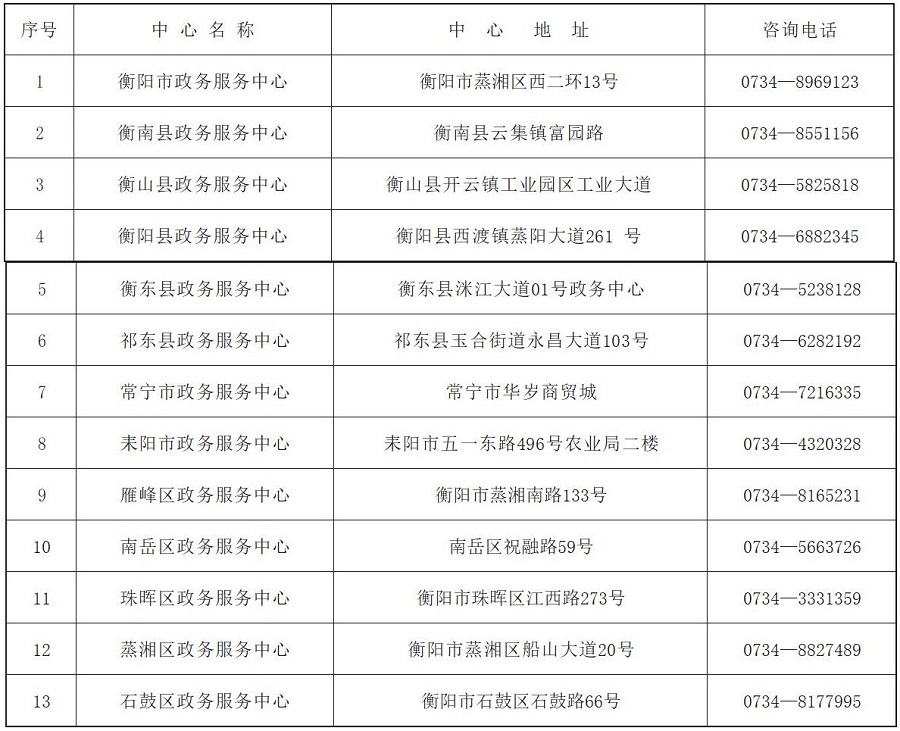 序号 中 心 名 称 中 心 地 址 咨询电话
1 衡阳市政务服务中心 衡阳市蒸湘区西二环13号 0734—8969123
2 衡南县政务服务中心 衡南县云集镇富园路 0734—8551156
3 衡山县政务服务中心 衡山县开云镇工业园区工业大道 0734—5825818
4 衡阳县政务服务中心 衡阳县西渡镇蒸阳大道261 号 0734—6882345
5 衡东县政务服务中心 衡东县洣江大道01号政务中心 0734—5238128
6 祁东县政务服务中心 祁东县玉合街道永昌大道103号 0734—6282192
7 常宁市政务服务中心 常宁市华岁商贸城 0734—7216335
8 耒阳市政务服务中心 耒阳市五一东路496号农业局二楼 0734—4320328
9 雁峰区政务服务中心 衡阳市蒸湘南路133号 0734—8165231
10 南岳区政务服务中心 南岳区祝融路59号 0734—5663726
11 珠晖区政务服务中心 衡阳市珠晖区江西路273号 0734—3331359
12 蒸湘区政务服务中心 衡阳市蒸湘区船山大道20号 0734—8827489
13 石鼓区政务服务中心 衡阳市石鼓区石鼓路66号 0734—8177995